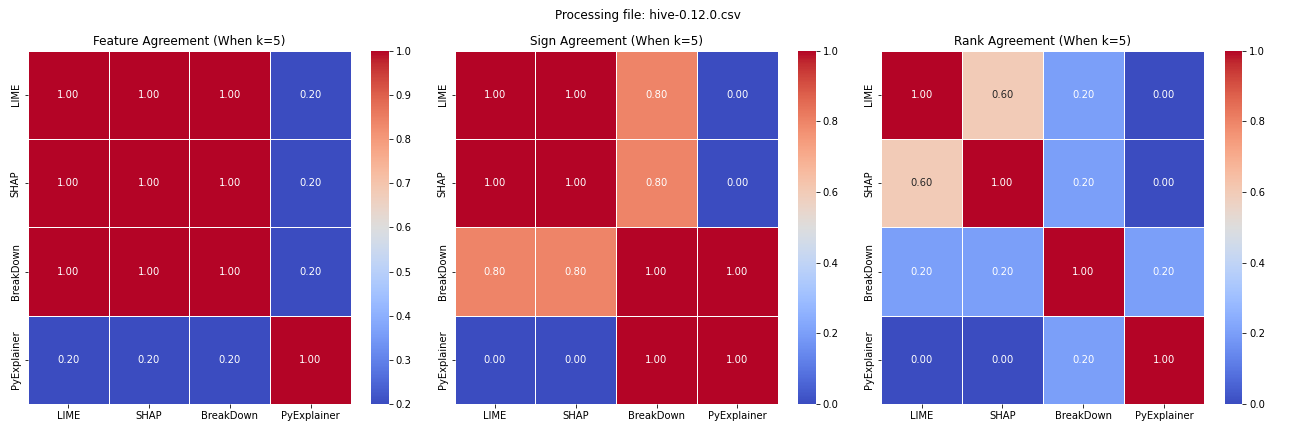 Processing file: hive-0.12.0.csv
Feature Agreement (When k=5)
LIME
SHAP
BreakDown
PyExplainer
1.00 1.00 1.00 0.20
1.00 1.00 1.00 0.20
1.00 1.00 1.00 0.20
0.20 0.20 0.20 1.00
LIME SHAP BreakDown PyExplainer
1.0
0.9
0.8
0.7
0.6
0.5
0.4
0.3
0.2
Sign Agreement (When k=5)
LIME
SHAP
BreakDown
PyExplainer
1.00 1.00 0.80 0.00
1.00 1.00 0.80 0.00
0.80 0.80 1.00 1.00
0.00 0.00 1.00 1.00
LIME SHAP BreakDown PyExplainer
1.0
0.8
0.6
0.4
0.2
0.0
Rank Agreement (When k=5)
LIME
SHAP
BreakDown
PyExplainer
1.00 0.60 0.20 0.00
0.60 1.00 0.20 0.00
0.20 0.20 1.00 0.20
0.00 0.00 0.20 1.00
LIME SHAP BreakDown PyExplainer
1.0
0.8
0.6
0.4
0.2
0.0